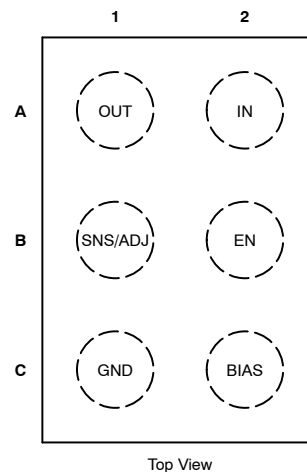 1 2
A OUT IN
B SNS/ADJ EN
C GND BIAS
Top View